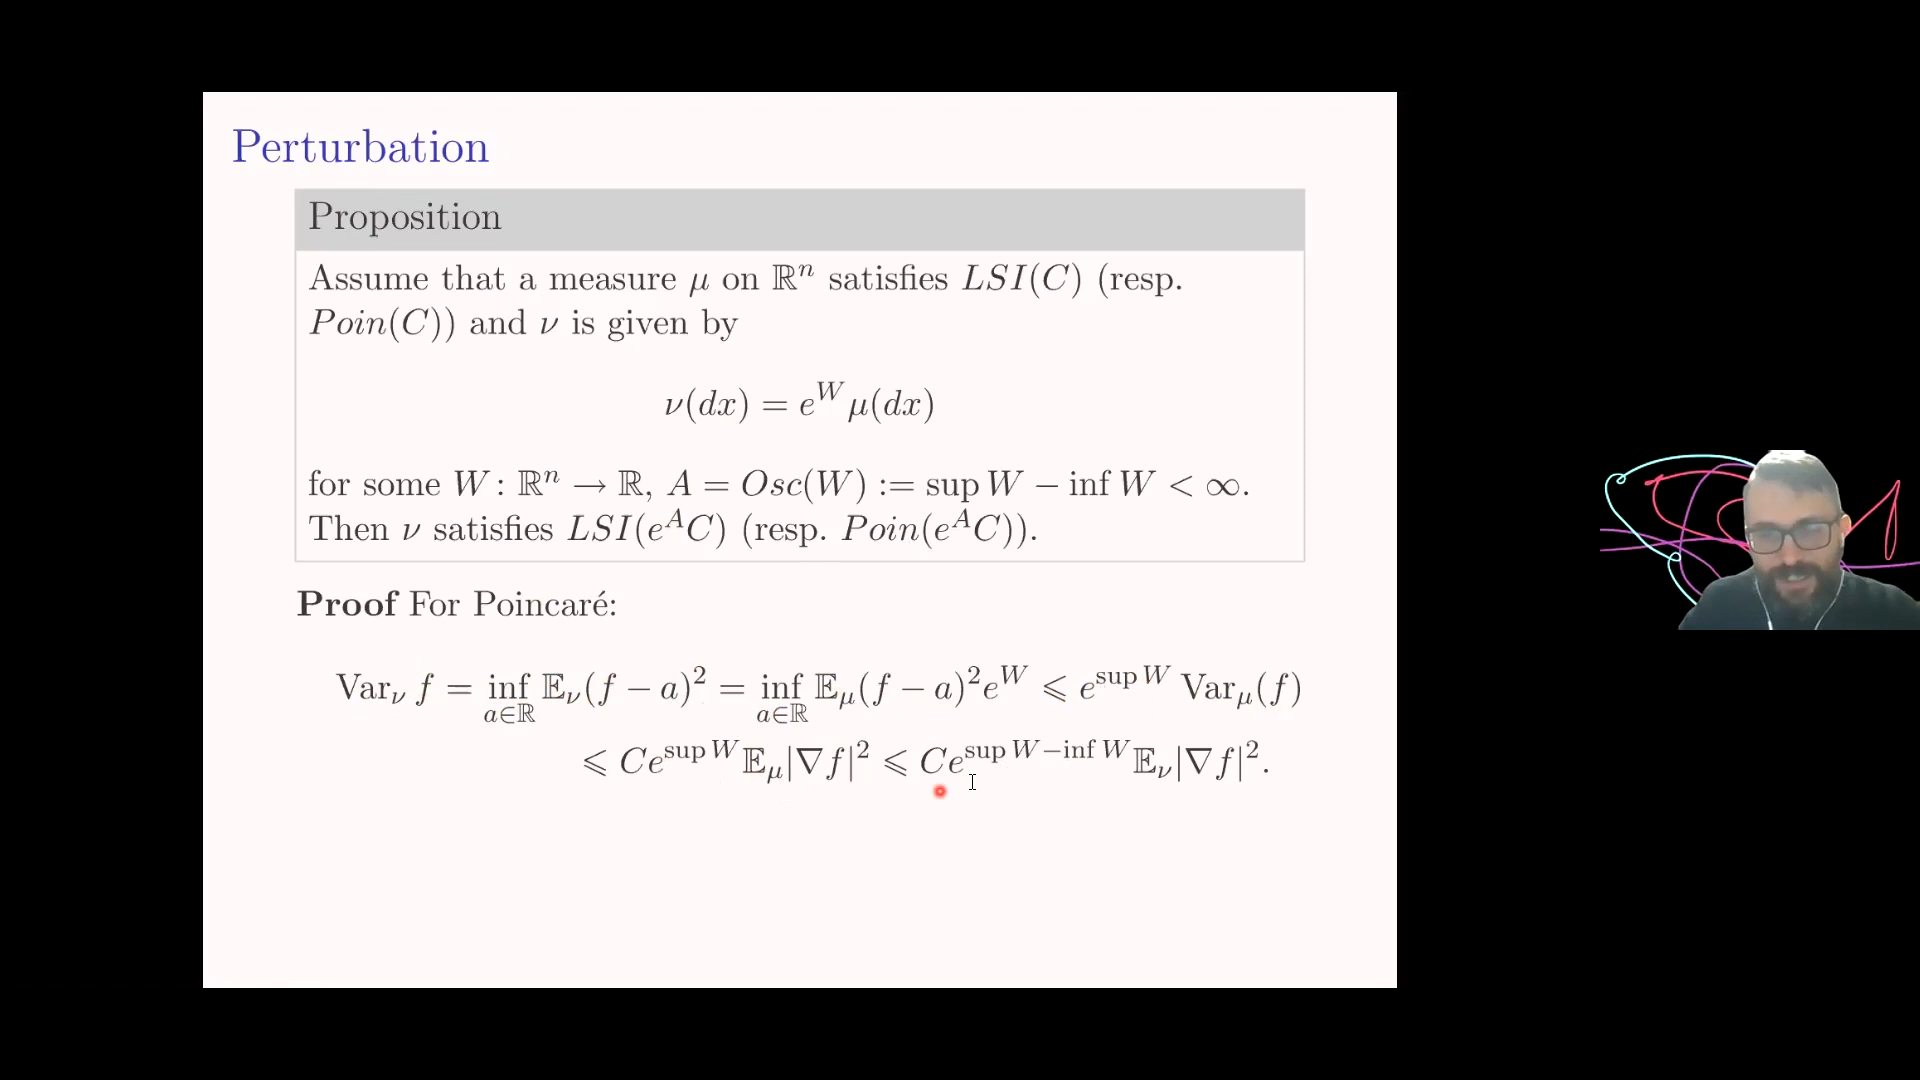 Perturbation
Proposition
Assume that a measure μ on ℝⁿ satisfies LSI(C) (resp.
Poin(C)) and ν is given by
ν(dx) = e^W μ(dx)
for some W: ℝⁿ → ℝ, A = Osc(W) := sup W − inf W < ∞.
Then ν satisfies LSI(e^A C) (resp. Poin(e^A C)).
Proof For Poincaré:
Var_ν f = inf_{a∈ℝ} 𝔼_ν(f − a)² = inf_{a∈ℝ} 𝔼_μ(f − a)² e^W ⩽ e^{sup W} Var_μ(f)
⩽ Ce^{sup W} 𝔼_μ|∇f|² ⩽ Ce^{sup W−inf W} 𝔼_ν|∇f|².